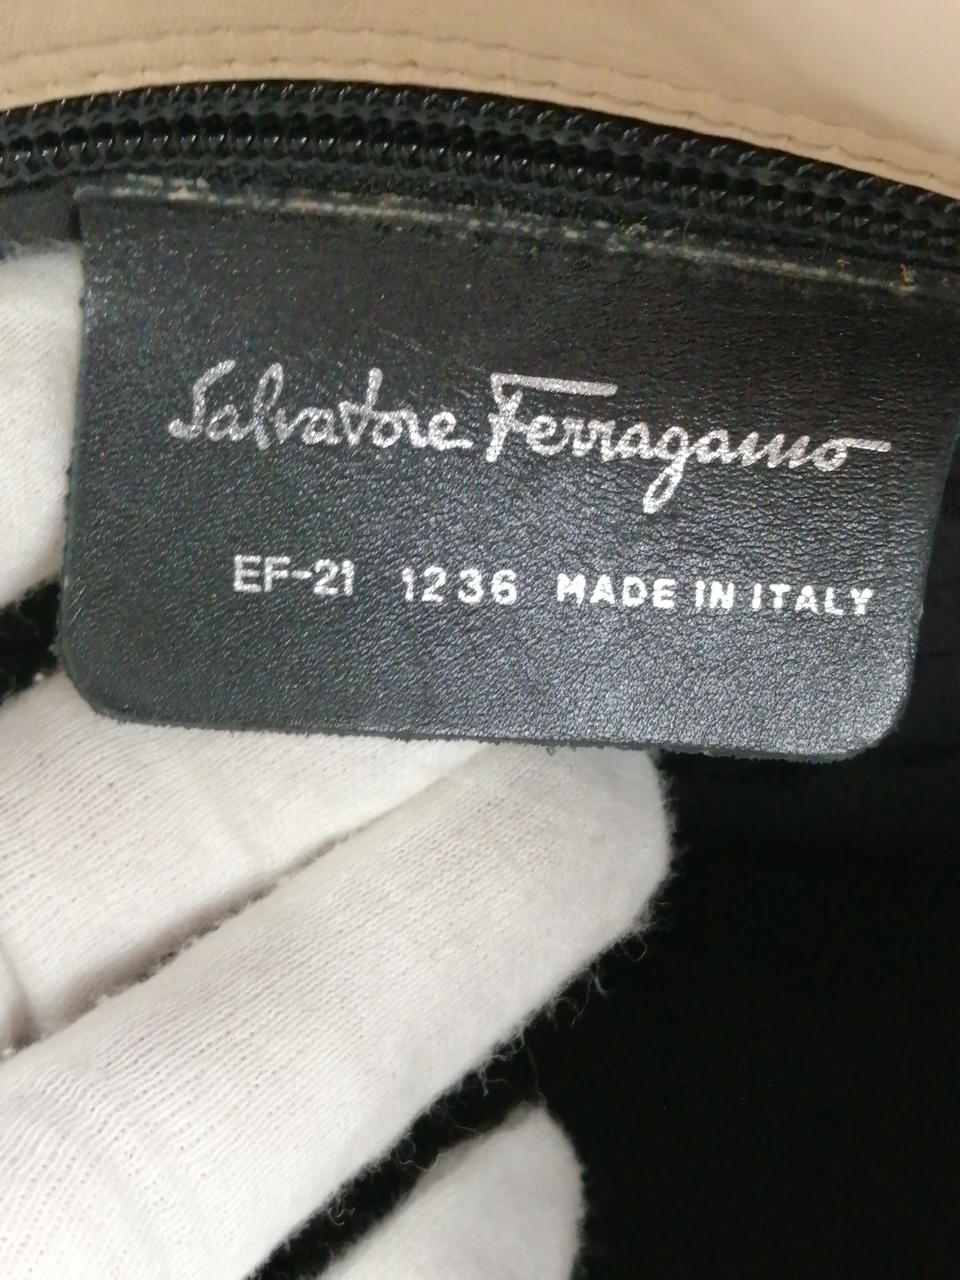 Salvatore Ferragamo
EF-21 1236 MADE IN ITALY